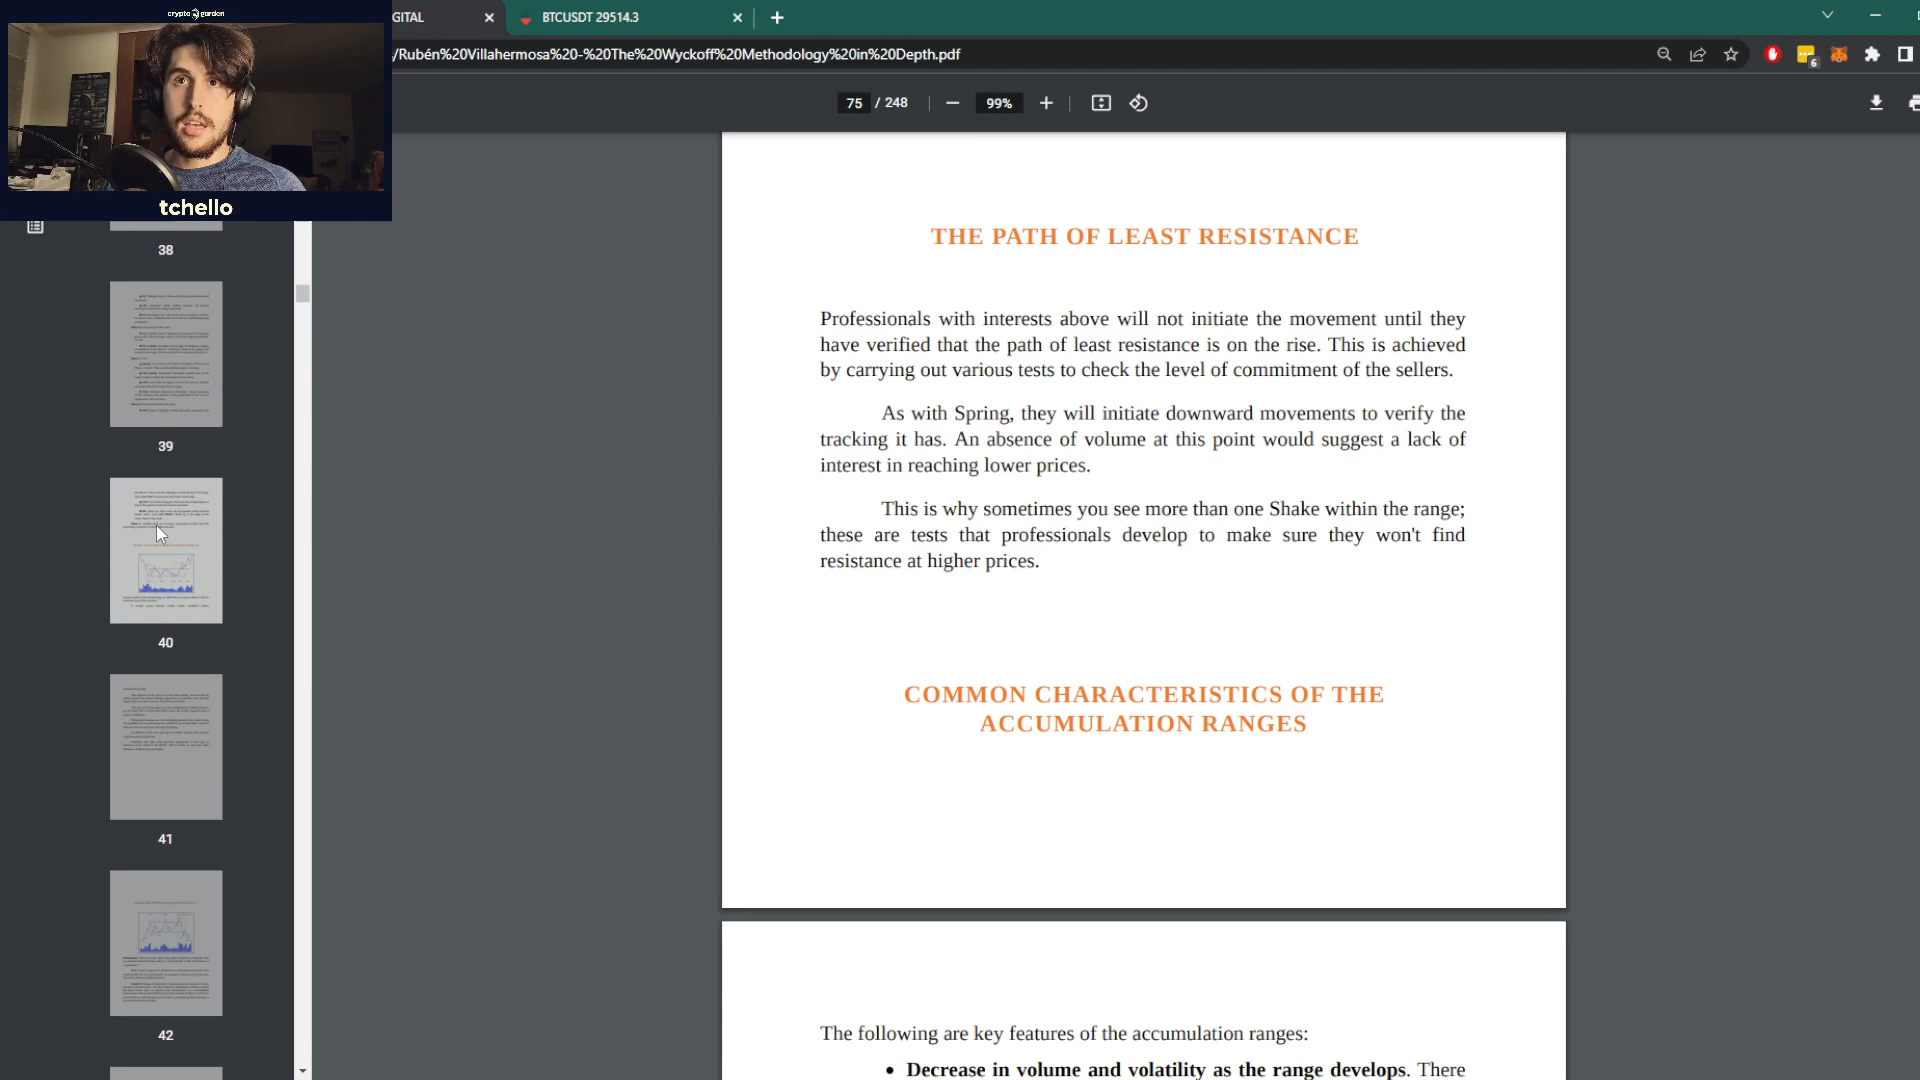 crypto garden
GITAL
BTCUSDT 29514.3
/Rubén%20Villahermosa%20-%20The%20Wyckoff%20Methodology%20in%20Depth.pdf
6
75 / 248
99%
tchello
38
39
40
41
42
THE PATH OF LEAST RESISTANCE
Professionals with interests above will not initiate the movement until they
have verified that the path of least resistance is on the rise. This is achieved
by carrying out various tests to check the level of commitment of the sellers.
As with Spring, they will initiate downward movements to verify the
tracking it has. An absence of volume at this point would suggest a lack of
interest in reaching lower prices.
This is why sometimes you see more than one Shake within the range;
these are tests that professionals develop to make sure they won't find
resistance at higher prices.
COMMON CHARACTERISTICS OF THE
ACCUMULATION RANGES
The following are key features of the accumulation ranges:
• Decrease in volume and volatility as the range develops. There